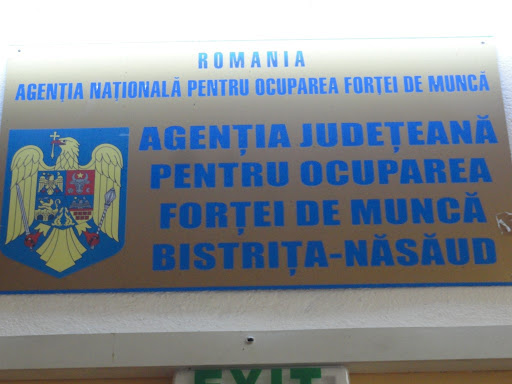 ROMANIA
AGENȚIA NAȚIONALĂ PENTRU OCUPAREA FORȚEI DE MUNCĂ
AGENȚIA JUDEȚEANĂ
PENTRU OCUPAREA
FORȚEI DE MUNCĂ
BISTRIȚA-NĂSĂUD
EXIT